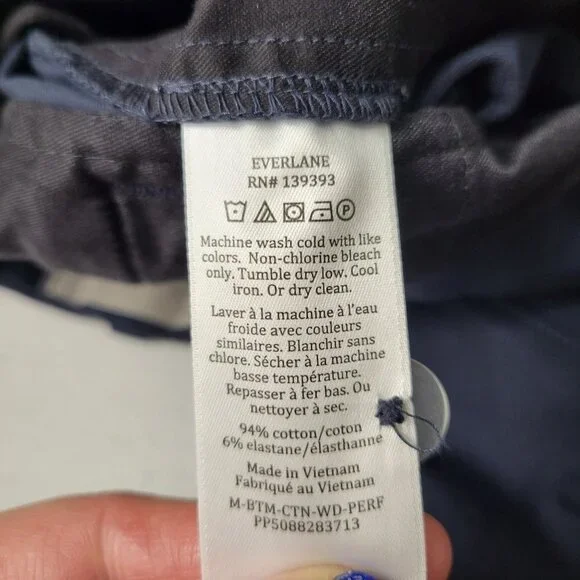 EVERLANE
RN# 139393
P
Machine wash cold with like
colors. Non-chlorine bleach
only. Tumble dry low. Cool
iron. Or dry clean.
Laver à la machine à l'eau
froide avec couleurs
similaires. Blanchir sans
chlore. Sécher à la machine
basse température.
Repasser à fer bas. Ou
nettoyer à sec.
94% cotton/coton
6% elastane/élasthanne
Made in Vietnam
Fabriqué au Vietnam
M-BTM-CTN-WD-PERF
PP5088283713